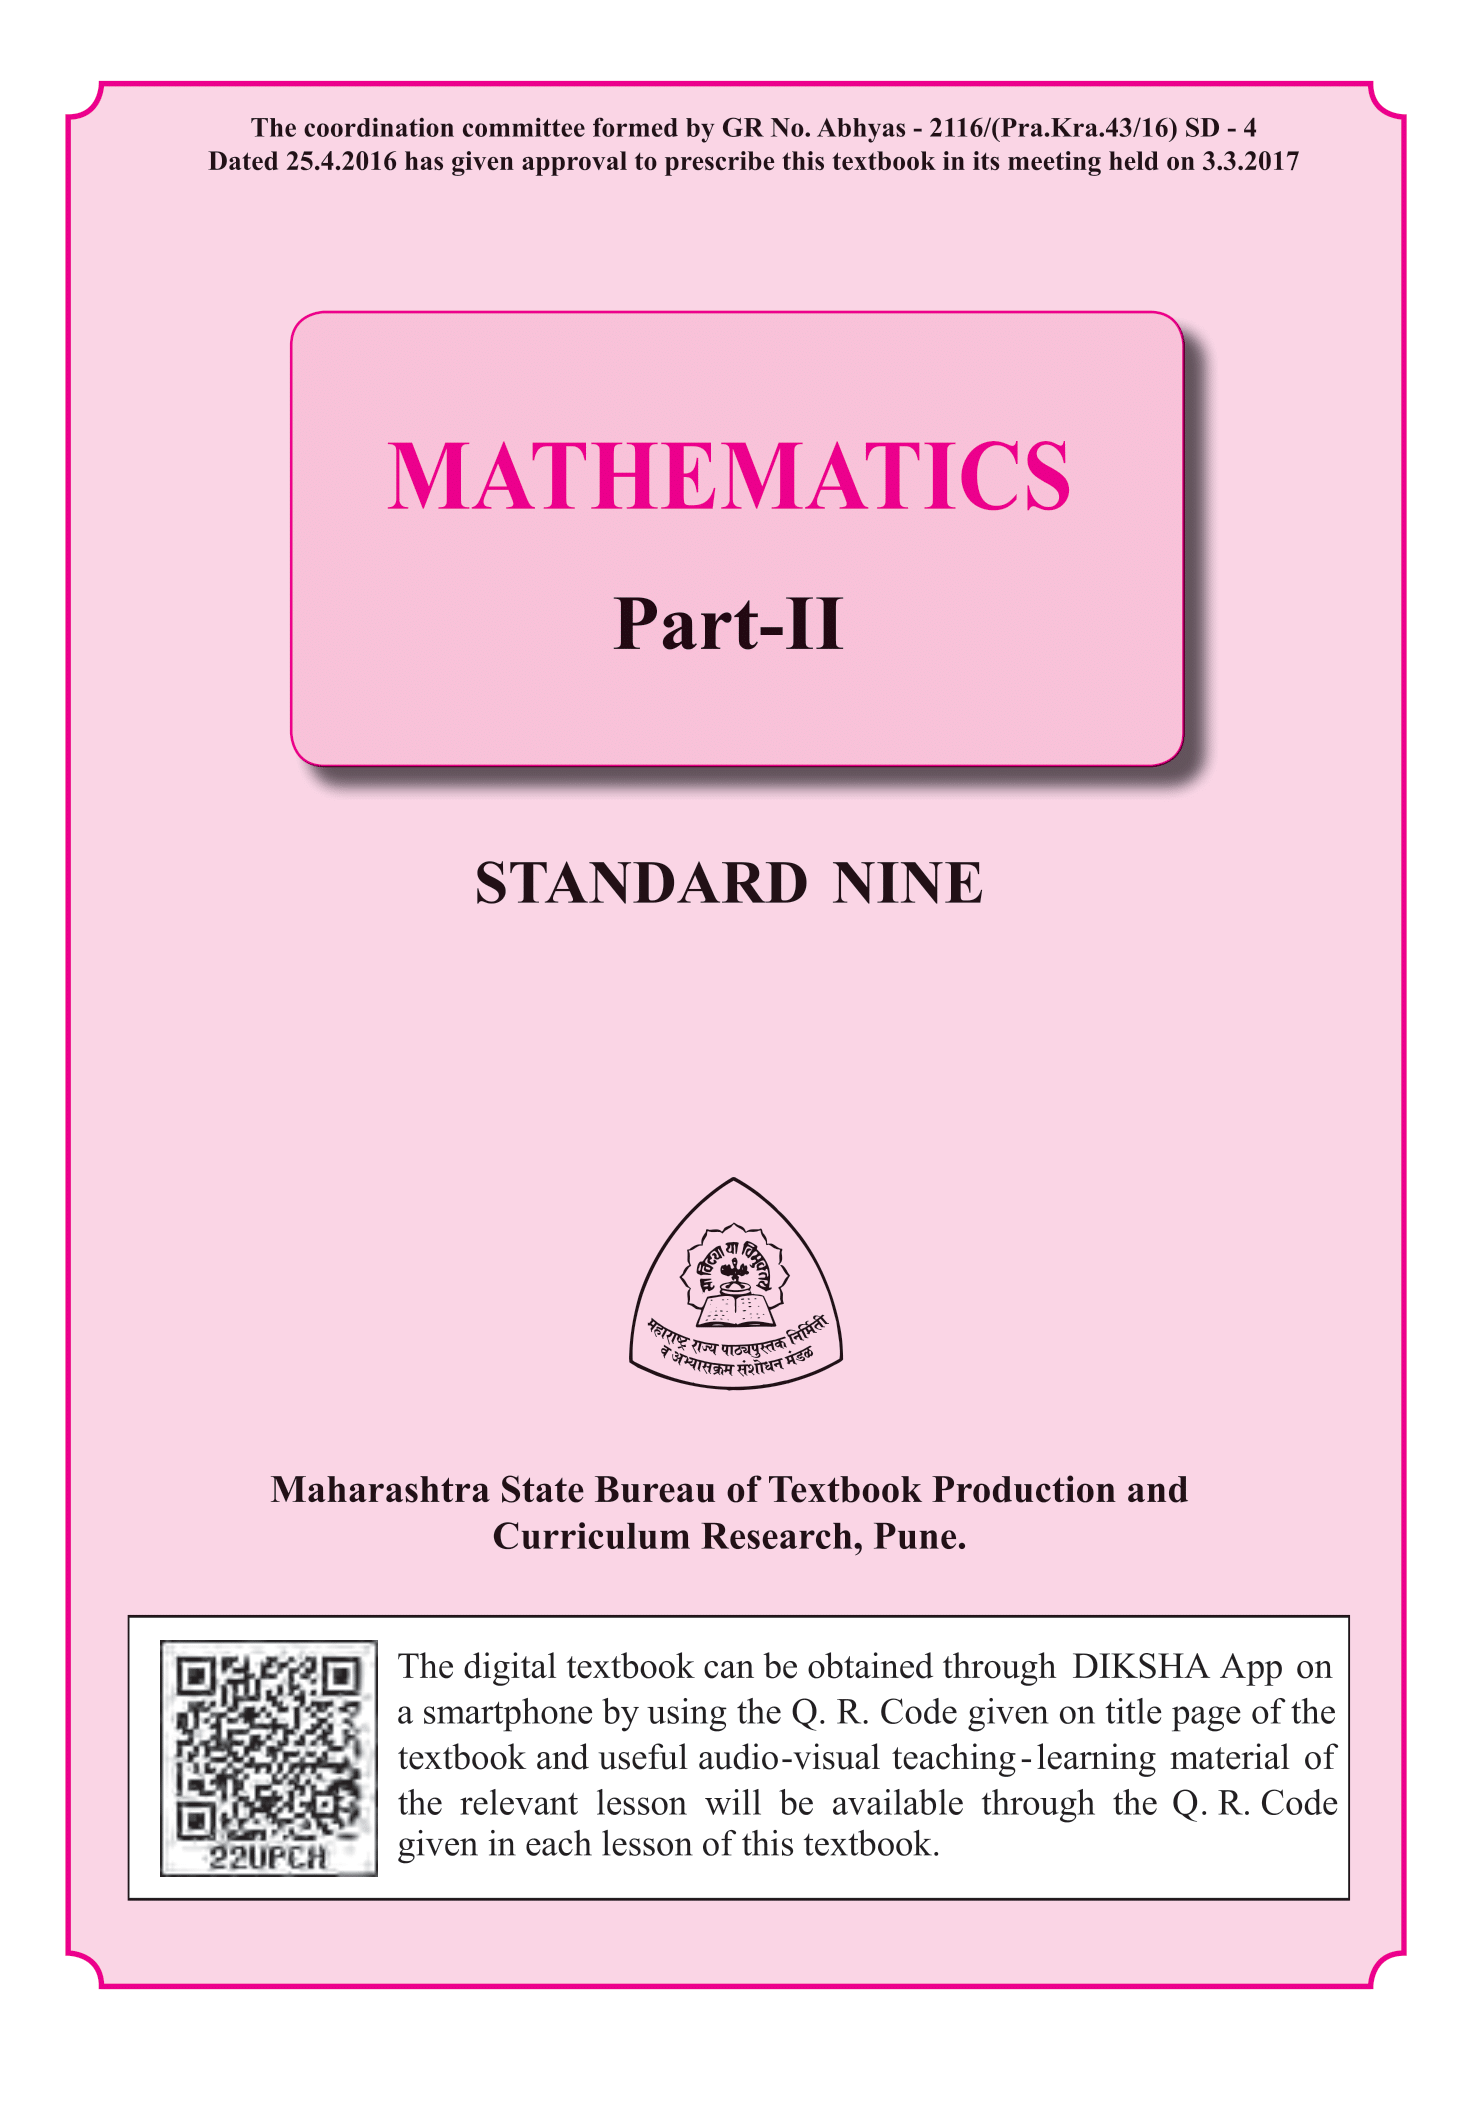 The coordination committee formed by GR No. Abhyas - 2116/(Pra.Kra.43/16) SD - 4
Dated 25.4.2016 has given approval to prescribe this textbook in its meeting held on 3.3.2017
MATHEMATICS
Part-II
STANDARD NINE
सा विद्या या विमुक्तये
महाराष्ट्र राज्य पाठ्यपुस्तक निर्मिती
व अभ्यासक्रम संशोधन मंडळ
Maharashtra State Bureau of Textbook Production and
Curriculum Research, Pune.
The digital textbook can be obtained through DIKSHA App on
a smartphone by using the Q. R. Code given on title page of the
textbook and useful audio-visual teaching-learning material of
the relevant lesson will be available through the Q. R. Code
given in each lesson of this textbook.
22UPCH